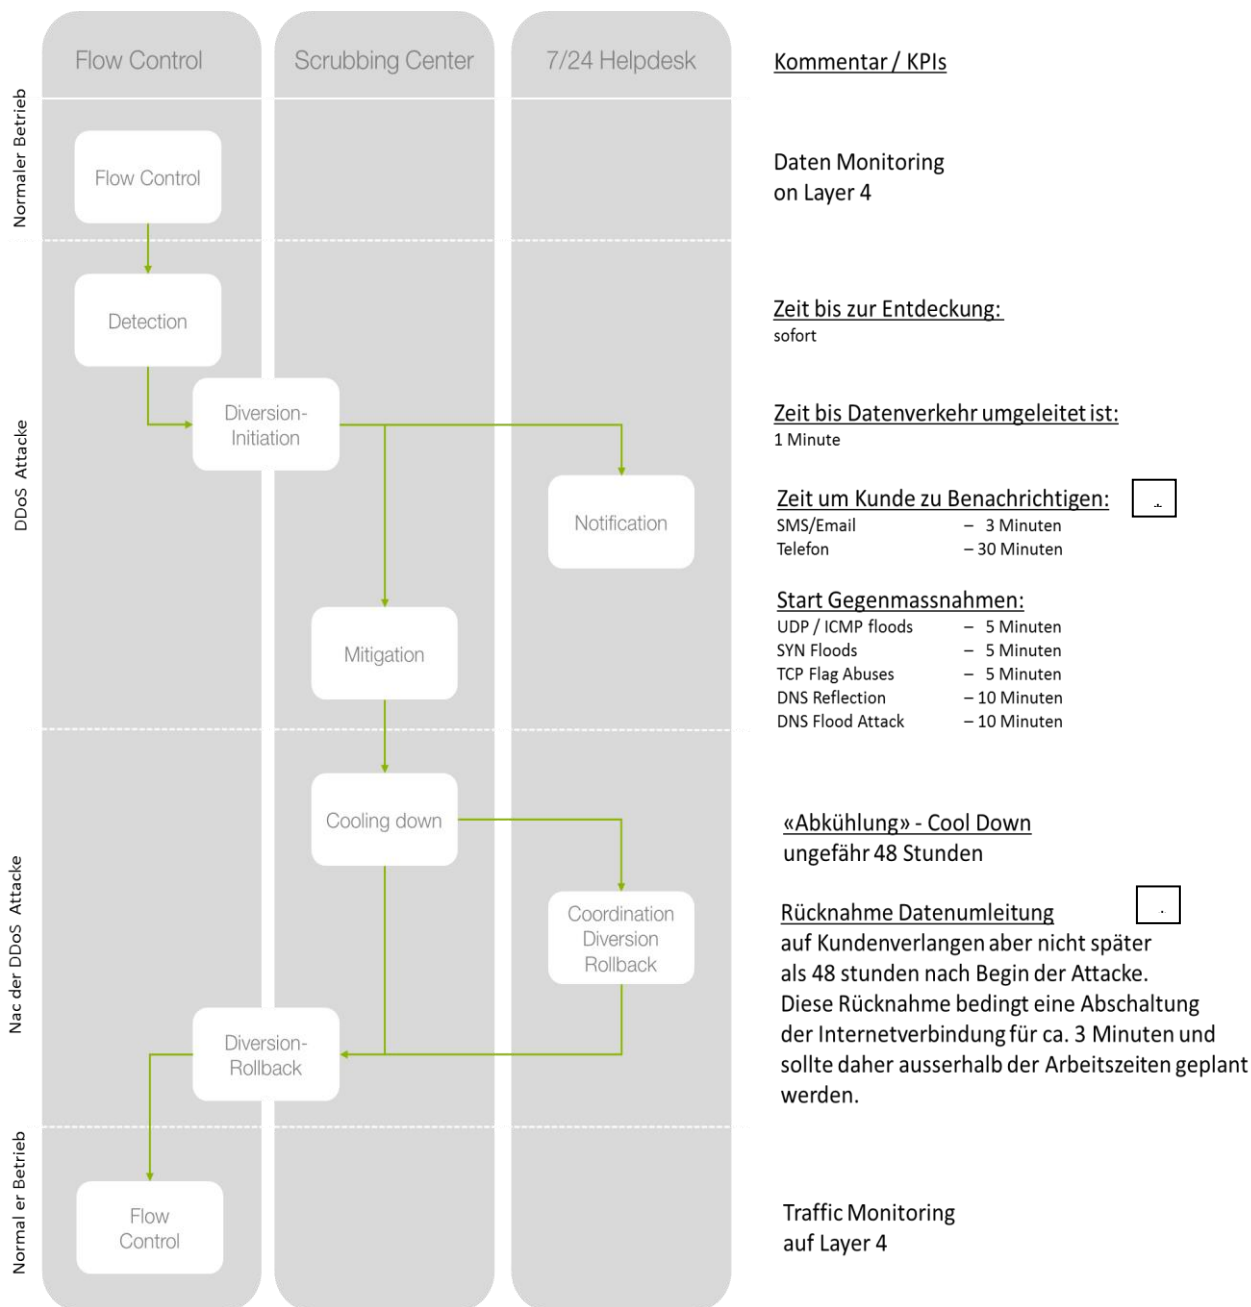 Flow Control
Scrubbing Center
7/24 Helpdesk
Kommentar / KPIs
Normaler Betrieb
Flow Control
Daten Monitoring
on Layer 4
DDoS Attacke
Detection
Zeit bis zur Entdeckung:
sofort
Diversion-
Initiation
Zeit bis Datenverkehr umgeleitet ist:
1 Minute
Notification
Zeit um Kunde zu Benachrichtigen:
SMS/Email – 3 Minuten
Telefon – 30 Minuten
Mitigation
Start Gegenmassnahmen:
UDP / ICMP floods – 5 Minuten
SYN Floods – 5 Minuten
TCP Flag Abuses – 5 Minuten
DNS Reflection – 10 Minuten
DNS Flood Attack – 10 Minuten
Nac der DDoS Attacke
Cooling down
«Abkühlung» - Cool Down
ungefähr 48 Stunden
Coordination
Diversion
Rollback
Rücknahme Datenumleitung
auf Kundenverlangen aber nicht später
als 48 stunden nach Begin der Attacke.
Diese Rücknahme bedingt eine Abschaltung
der Internetverbindung für ca. 3 Minuten und
sollte daher ausserhalb der Arbeitszeiten geplant
werden.
Diversion-
Rollback
Normal er Betrieb
Flow
Control
Traffic Monitoring
auf Layer 4